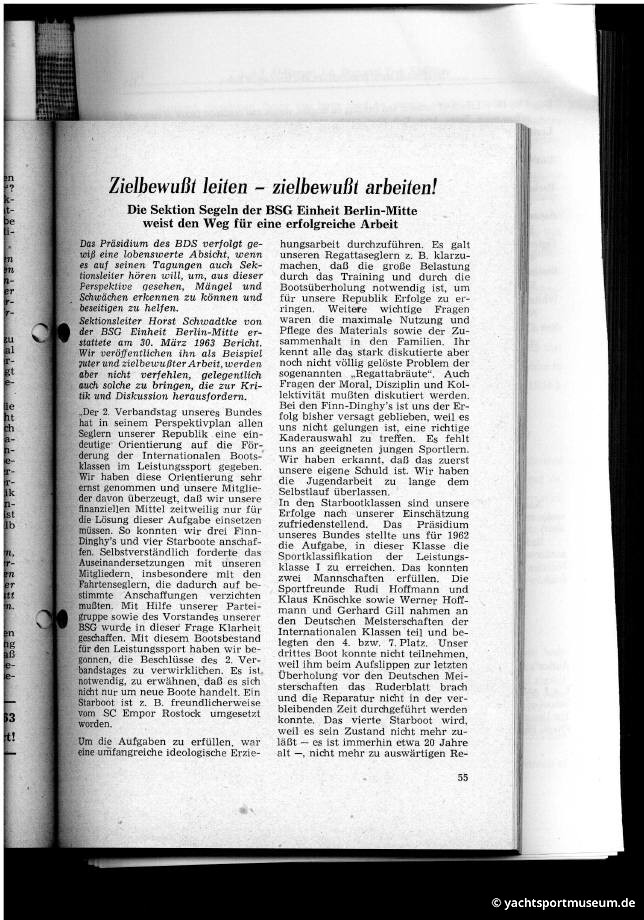 Zielbewußt leiten – zielbewußt arbeiten!
Die Sektion Segeln der BSG Einheit Berlin-Mitte
weist den Weg für eine erfolgreiche Arbeit
Das Präsidium des BDS verfolgt ge-
wiß eine lobenswerte Absicht, wenn
es auf seinen Tagungen auch Sek-
tionsleiter hören will, um, aus dieser
Perspektive gesehen, Mängel und
Schwächen erkennen zu können und
beseitigen zu helfen.
Sektionsleiter Horst Schwadtke von
der BSG Einheit Berlin-Mitte er-
stattete am 30. März 1963 Bericht.
Wir veröffentlichen ihn als Beispiel
guter und zielbewußter Arbeit, werden
aber nicht verfehlen, gelegentlich
auch solche zu bringen, die zur Kri-
tik und Diskussion herausfordern.
„Der 2. Verbandstag unseres Bundes
hat in seinem Perspektivplan allen
Seglern unserer Republik eine ein-
deutige Orientierung auf die För-
derung der Internationalen Boots-
klassen im Leistungssport gegeben.
Wir haben diese Orientierung sehr
ernst genommen und unsere Mitglie-
der davon überzeugt, daß wir unsere
finanziellen Mittel zeitweilig nur für
die Lösung dieser Aufgabe einsetzen
müssen. So konnten wir drei Finn-
Dinghy's und vier Starboote anschaf-
fen. Selbstverständlich forderte das
Auseinandersetzungen mit unseren
Mitgliedern, insbesondere mit den
Fahrtenseglern, die dadurch auf be-
stimmte Anschaffungen verzichten
mußten. Mit Hilfe unserer Partei-
gruppe sowie des Vorstandes unserer
BSG wurde in dieser Frage Klarheit
geschaffen. Mit diesem Bootsbestand
für den Leistungssport haben wir be-
gonnen, die Beschlüsse des 2. Ver-
bandstages zu verwirklichen. Es ist
notwendig, zu erwähnen, daß es sich
nicht nur um neue Boote handelt. Ein
Starboot ist z. B. freundlicherweise
vom SC Empor Rostock umgesetzt
worden.
Um die Aufgaben zu erfüllen, war
eine umfangreiche ideologische Erzie-
hungsarbeit durchzuführen. Es galt
unseren Regattaseglern z. B. klarzu-
machen, daß die große Belastung
durch das Training und durch die
Bootsüberholung notwendig ist, um
für unsere Republik Erfolge zu er-
ringen. Weitere wichtige Fragen
waren die maximale Nutzung und
Pflege des Materials sowie der Zu-
sammenhalt in den Familien. Ihr
kennt alle das stark diskutierte aber
noch nicht völlig gelöste Problem der
sogenannten „Regattabräute“. Auch
Fragen der Moral, Disziplin und Kol-
lektivität mußten diskutiert werden.
Bei den Finn-Dinghy's ist uns der Er-
folg bisher versagt geblieben, weil es
uns nicht gelungen ist, eine richtige
Kaderauswahl zu treffen. Es fehlt
uns an geeigneten jungen Sportlern.
Wir haben erkannt, daß das zuerst
unsere eigene Schuld ist. Wir haben
die Jugendarbeit zu lange dem
Selbstlauf überlassen.
In den Starbootklassen sind unsere
Erfolge nach unserer Einschätzung
zufriedenstellend. Das Präsidium
unseres Bundes stellte uns für 1962
die Aufgabe, in dieser Klasse die
Sportklassifikation der Leistungs-
klasse I zu erreichen. Das konnten
zwei Mannschaften erfüllen. Die
Sportfreunde Rudi Hoffmann und
Klaus Knöschke sowie Werner Hoff-
mann und Gerhard Gill nahmen an
den Deutschen Meisterschaften der
Internationalen Klassen teil und be-
legten den 4. bzw. 7. Platz. Unser
drittes Boot konnte nicht teilnehmen,
weil ihm beim Aufslippen zur letzten
Überholung vor den Deutschen Mei-
sterschaften das Ruderblatt brach
und die Reparatur nicht in der ver-
bleibenden Zeit durchgeführt werden
konnte. Das vierte Starboot wird,
weil es sein Zustand nicht mehr zu-
läßt – es ist immerhin etwa 20 Jahre
alt –, nicht mehr zu auswärtigen Re-
55
© yachtsportmuseum.de